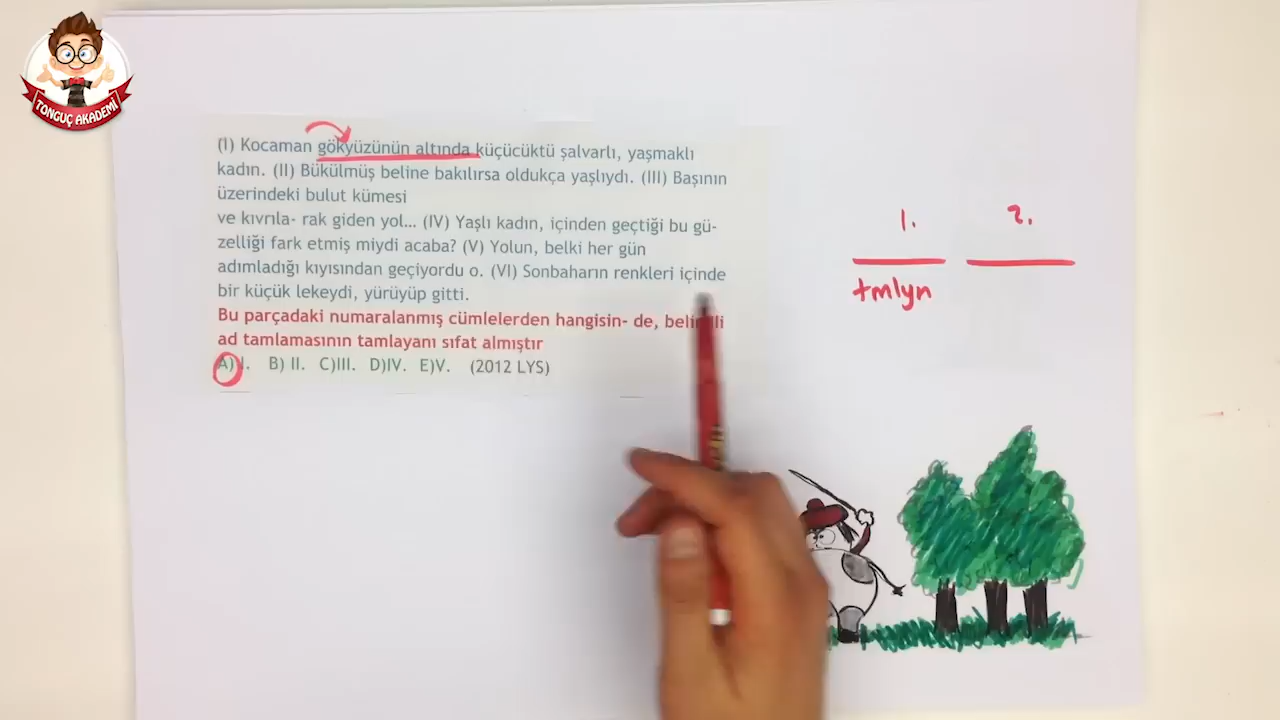 TONGUÇ AKADEMİ
(I) Kocaman gökyüzünün altında küçücüktü şalvarlı, yaşmaklı
kadın. (II) Bükülmüş beline bakılırsa oldukça yaşlıydı. (III) Başının
üzerindeki bulut kümesi
ve kıvrıla- rak giden yol... (IV) Yaşlı kadın, içinden geçtiği bu gü-
zelliği fark etmiş miydi acaba? (V) Yolun, belki her gün
adımladığı kıyısından geçiyordu o. (VI) Sonbaharın renkleri içinde
bir küçük lekeydi, yürüyüp gitti.
Bu parçadaki numaralanmış cümlelerden hangisin- de,
ad tamlamasının tamlayanı sıfat almıştır
A) I. B) II. C)III. D)IV. E)V. (2012 LYS)
1. 2.
tmlyn